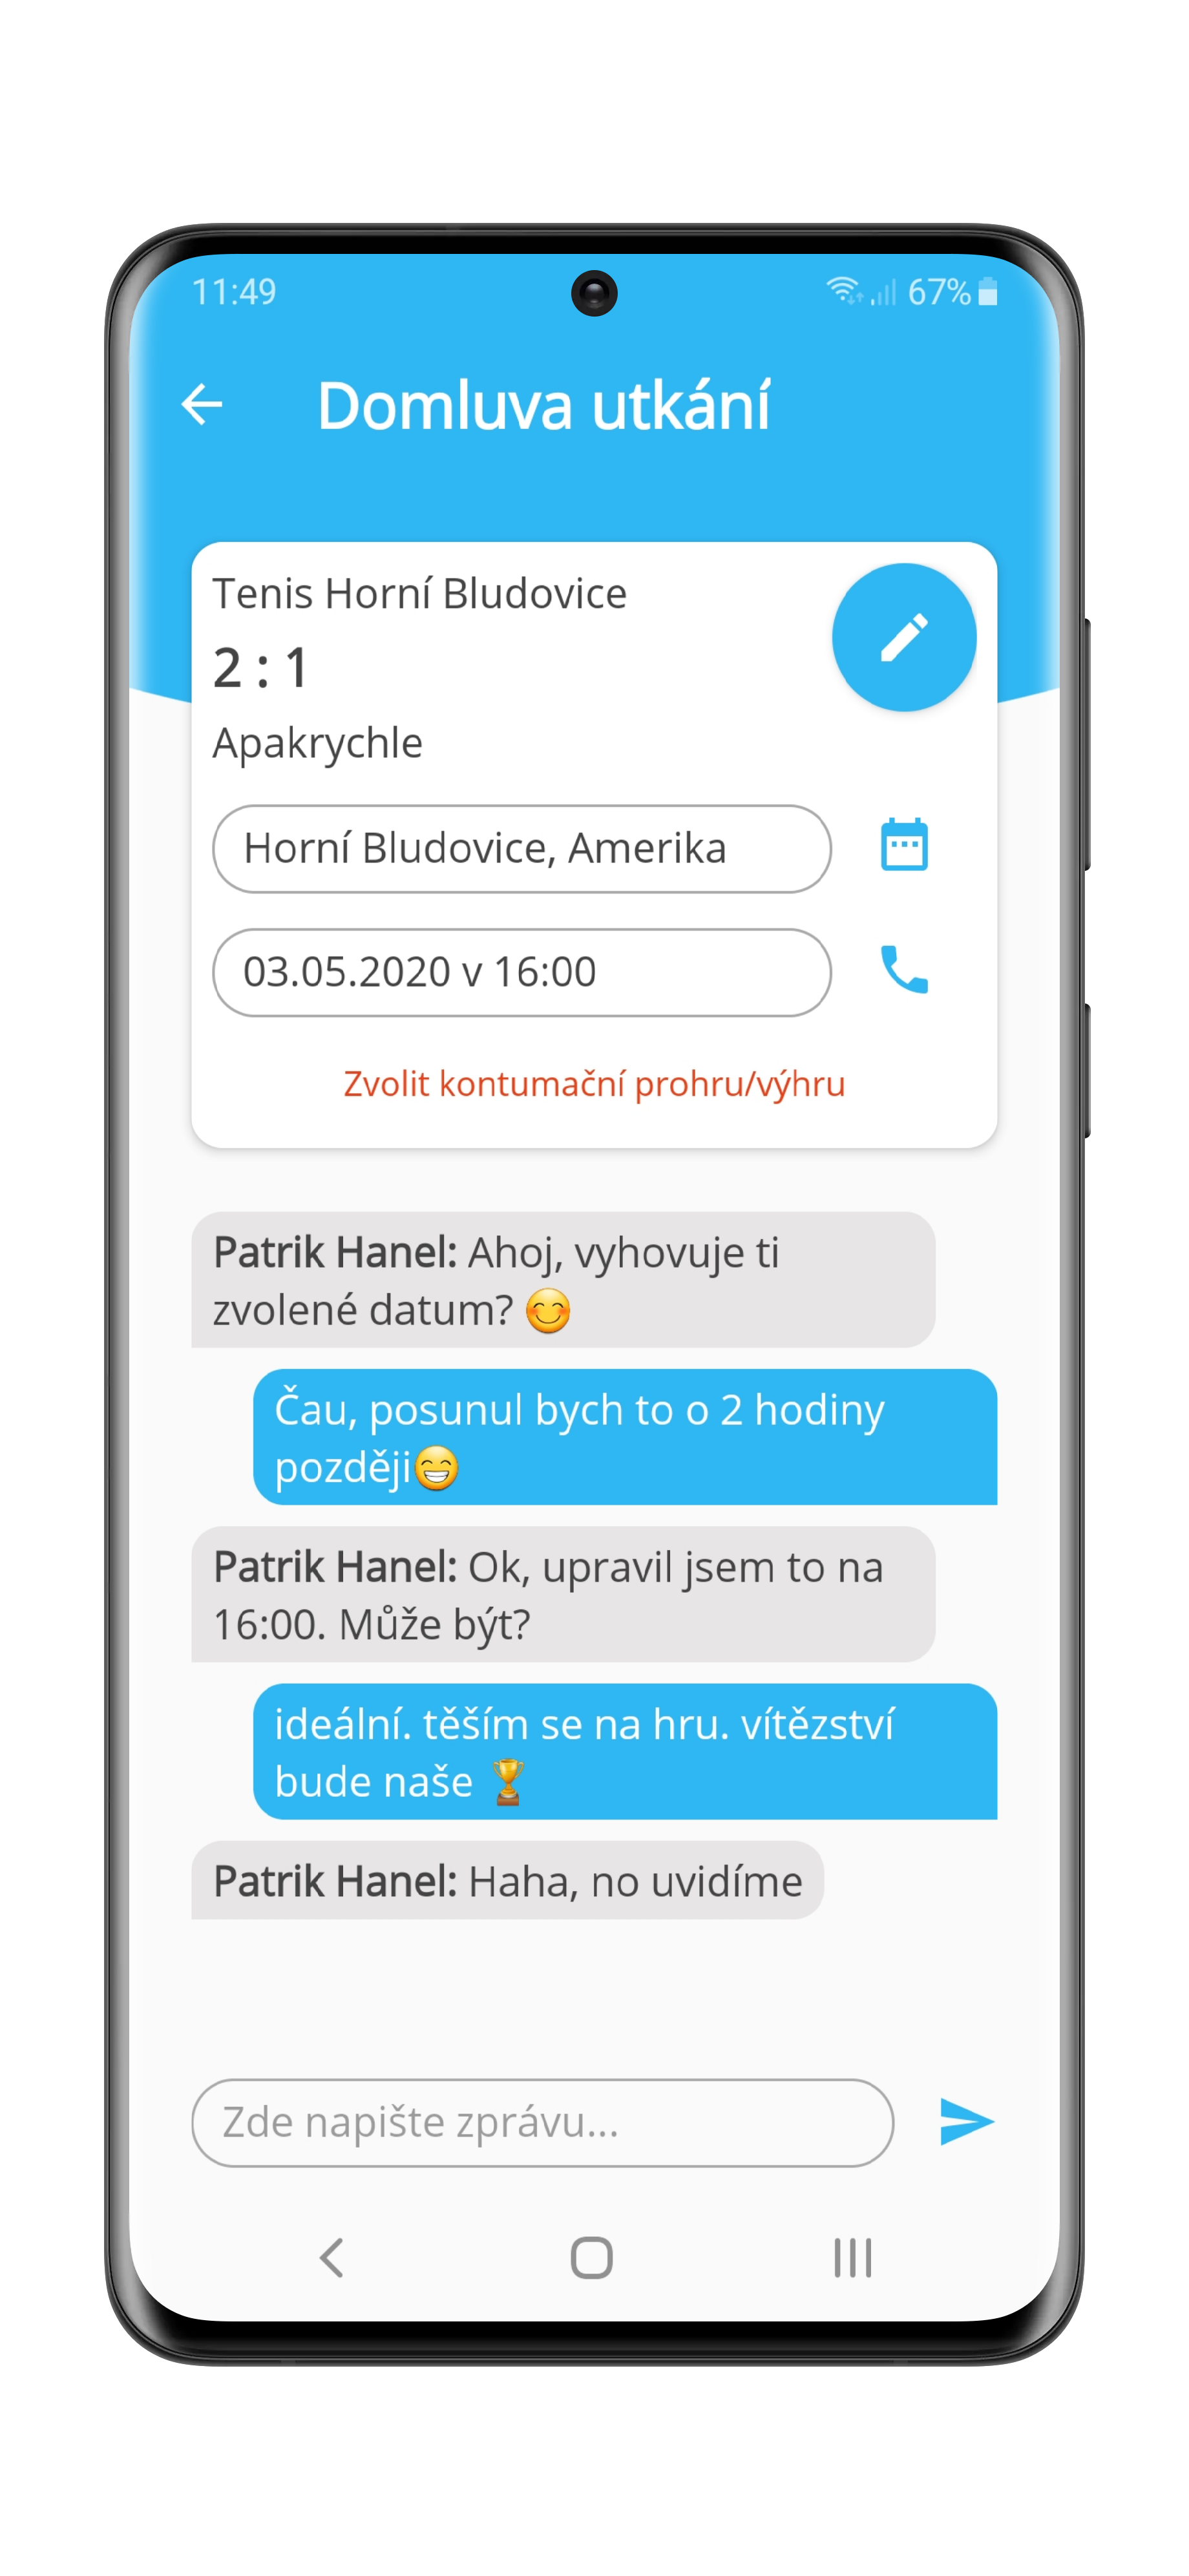 11:49
67%
Domluva utkání
Tenis Horní Bludovice
2 : 1
Apakrychle
Horní Bludovice, Amerika
03.05.2020 v 16:00
Zvolit kontumační prohru/výhru
Patrik Hanel: Ahoj, vyhovuje ti
zvolené datum? 😊
Čau, posunul bych to o 2 hodiny
později😁
Patrik Hanel: Ok, upravil jsem to na
16:00. Může být?
ideální. těším se na hru. vítězství
bude naše 🏆
Patrik Hanel: Haha, no uvidíme
Zde napište zprávu...